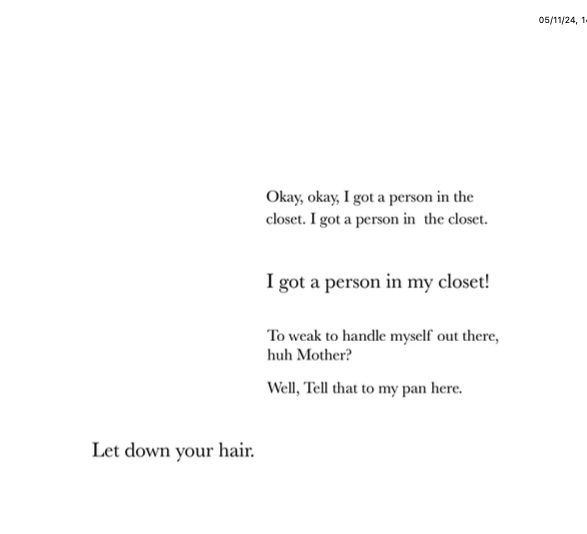 05/11/24, 1
Okay, okay, I got a person in the
closet. I got a person in  the closet.
I got a person in my closet!
To weak to handle myself out there,
huh Mother?
Well, Tell that to my pan here.
Let down your hair.